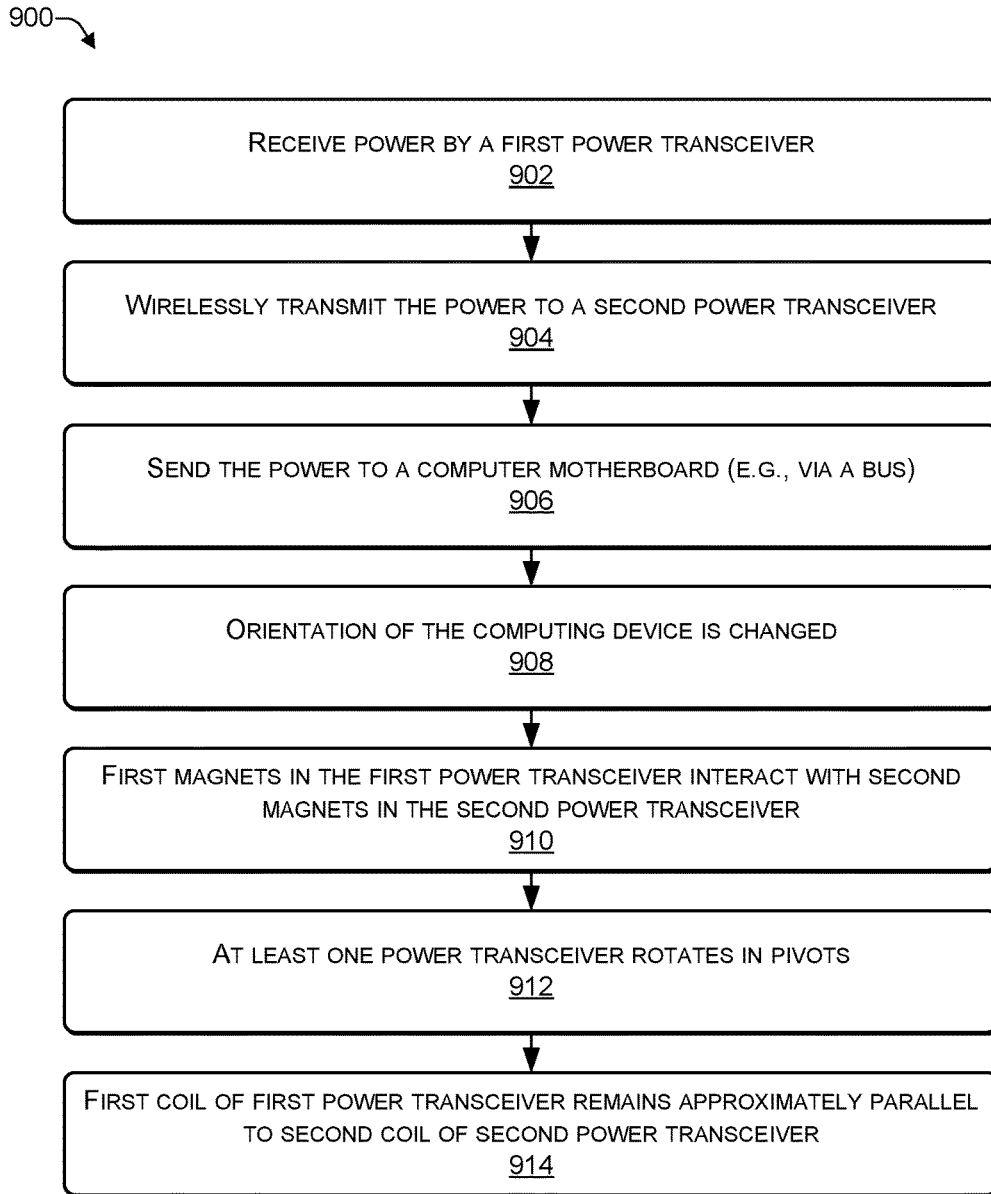 900
RECEIVE POWER BY A FIRST POWER TRANSCEIVER
902
WIRELESSLY TRANSMIT THE POWER TO A SECOND POWER TRANSCEIVER
904
SEND THE POWER TO A COMPUTER MOTHERBOARD (E.G., VIA A BUS)
906
ORIENTATION OF THE COMPUTING DEVICE IS CHANGED
908
FIRST MAGNETS IN THE FIRST POWER TRANSCEIVER INTERACT WITH SECOND
MAGNETS IN THE SECOND POWER TRANSCEIVER
910
AT LEAST ONE POWER TRANSCEIVER ROTATES IN PIVOTS
912
FIRST COIL OF FIRST POWER TRANSCEIVER REMAINS APPROXIMATELY PARALLEL
TO SECOND COIL OF SECOND POWER TRANSCEIVER
914